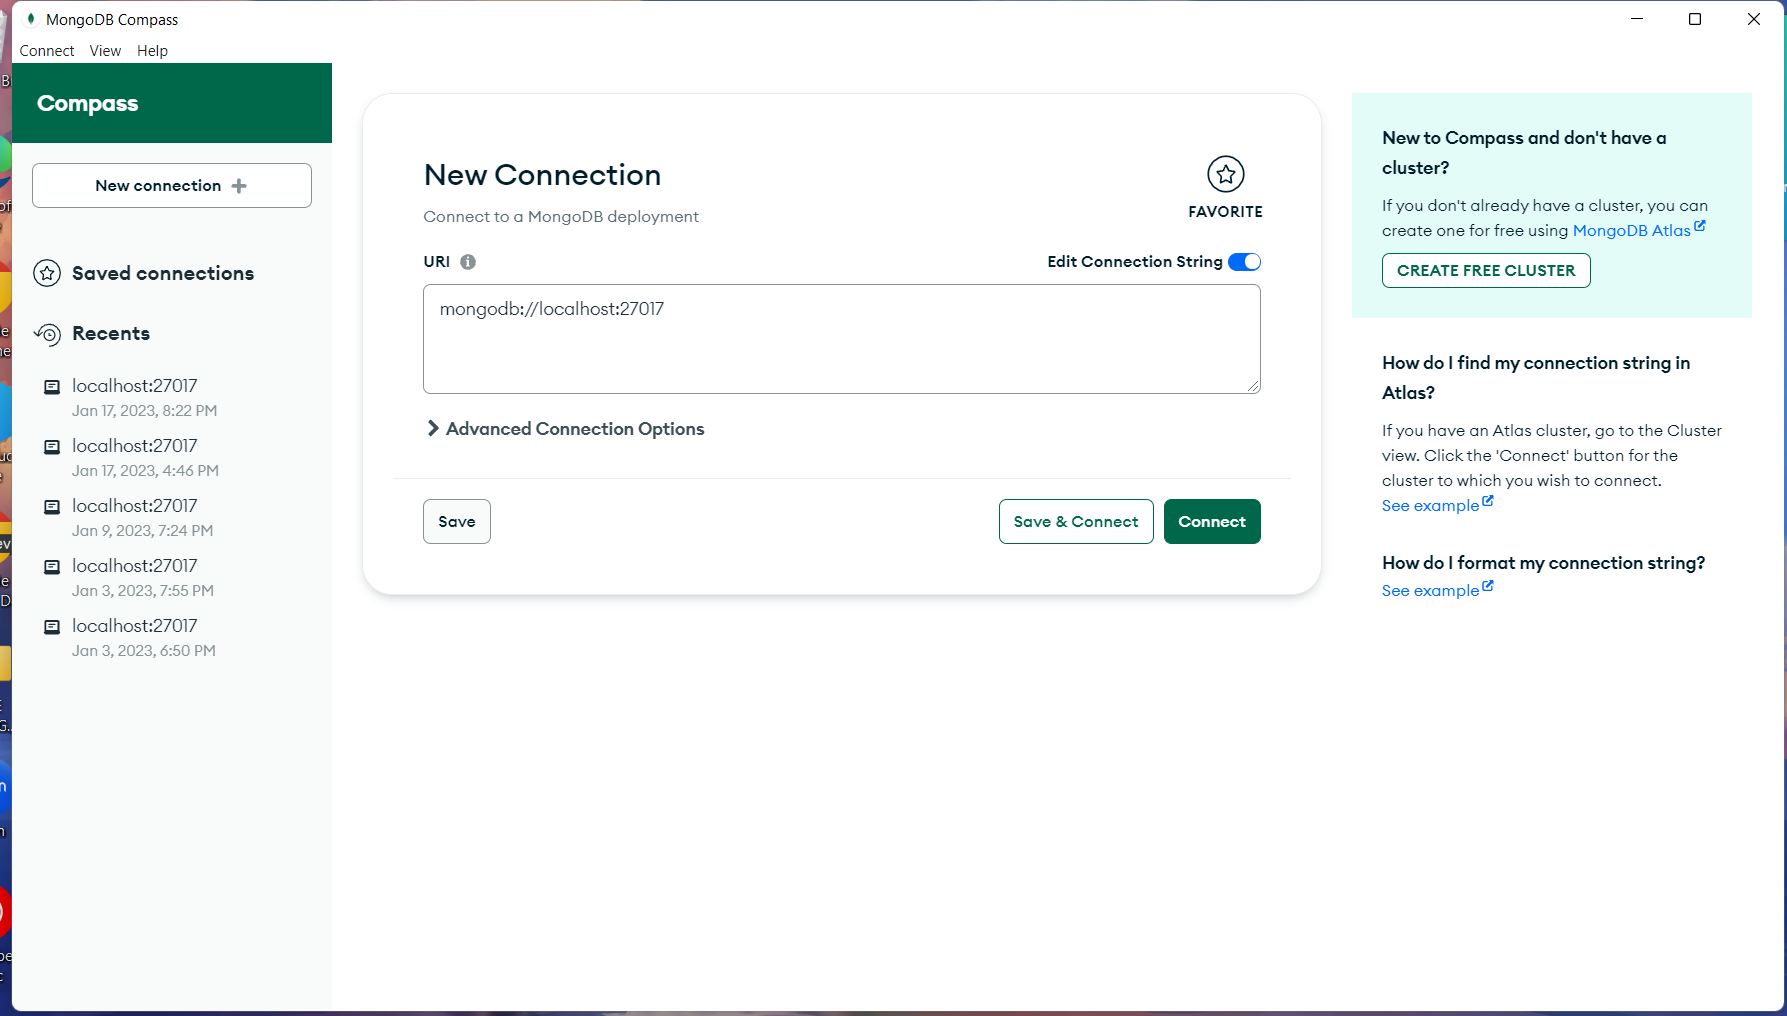 MongoDB Compass
Connect View Help
Compass
New connection
Saved connections
Recents
localhost:27017
Jan 17, 2023, 8:22 PM
localhost:27017
Jan 17, 2023, 4:46 PM
localhost:27017
Jan 9, 2023, 7:24 PM
localhost:27017
Jan 3, 2023, 7:55 PM
localhost:27017
Jan 3, 2023, 6:50 PM
New Connection
Connect to a MongoDB deployment
FAVORITE
URI
Edit Connection String
mongodb://localhost:27017
Advanced Connection Options
Save
Save & Connect
Connect
New to Compass and don't have a
cluster?
If you don't already have a cluster, you can
create one for free using MongoDB Atlas
CREATE FREE CLUSTER
How do I find my connection string in
Atlas?
If you have an Atlas cluster, go to the Cluster
view. Click the 'Connect' button for the
cluster to which you wish to connect.
See example
How do I format my connection string?
See example